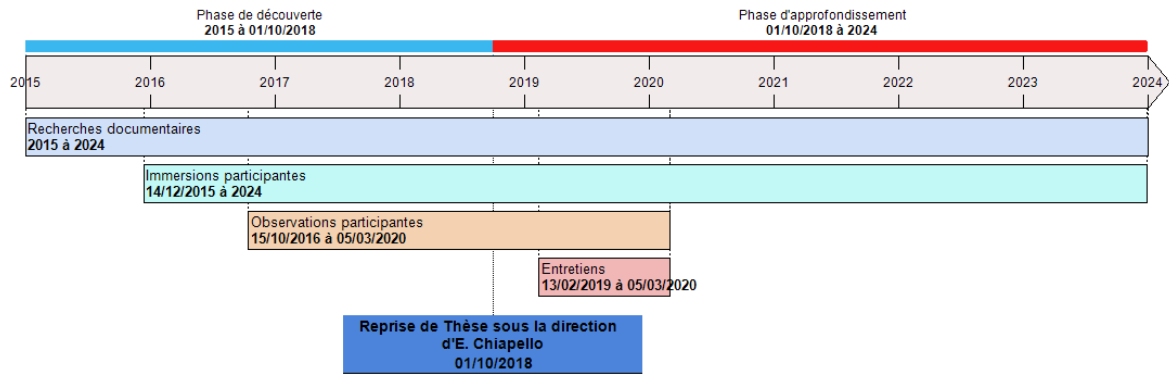 Phase de découverte
2015 à 01/10/2018
Phase d'approfondissement
01/10/2018 à 2024
2015
2016
2017
2018
2019
2020
2021
2022
2023
2024
Recherches documentaires
2015 à 2024
Immersions participantes
14/12/2015 à 2024
Observations participantes
15/10/2016 à 05/03/2020
Entretiens
13/02/2019 à 05/03/2020
Reprise de Thèse sous la direction
d'E. Chiapello
01/10/2018